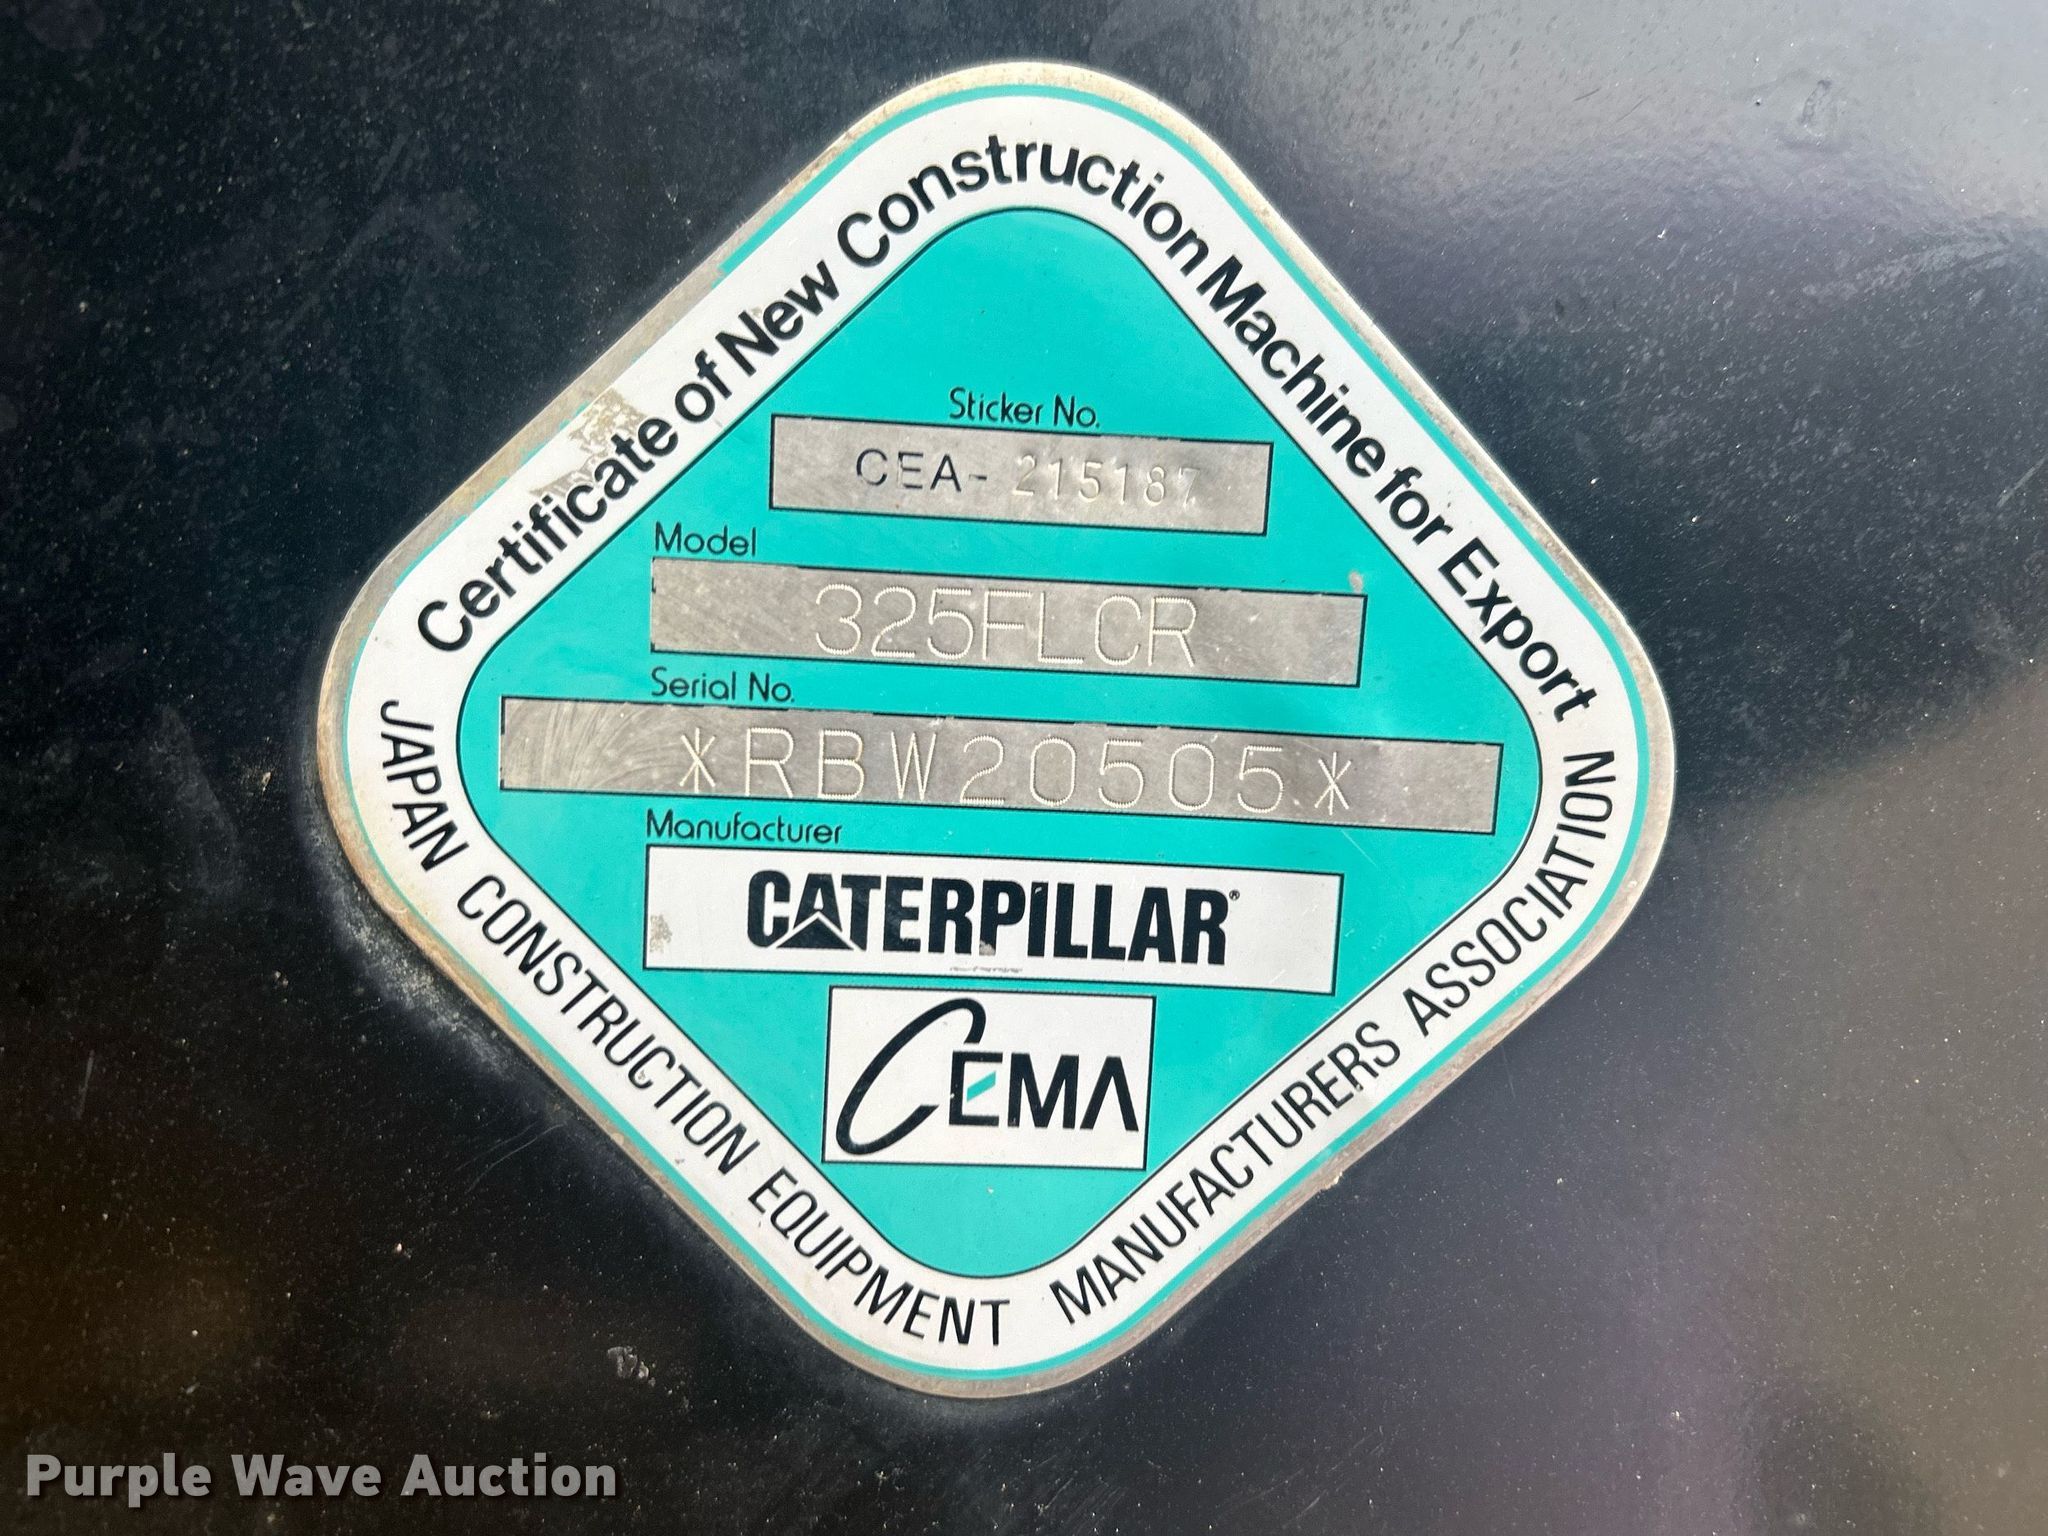 Certificate of New Construction Machine for Export
Sticker No.
CEA- 215187
Model
325FLCR
Serial No.
*RBW20505*
Manufacturer
CATERPILLAR®
CEMA
JAPAN CONSTRUCTION EQUIPMENT MANUFACTURERS ASSOCIATION
Purple Wave Auction